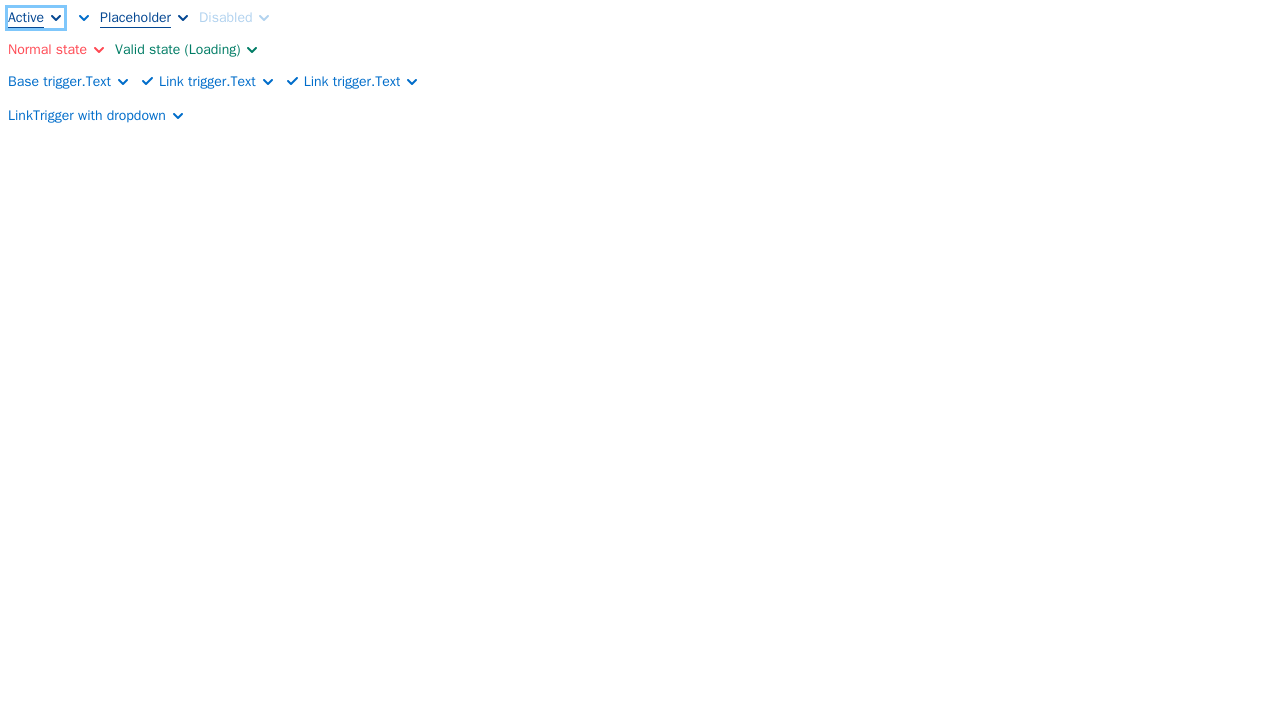 Active Placeholder Disabled
Normal state Valid state (Loading)
Base trigger.Text Link trigger.Text Link trigger.Text
LinkTrigger with dropdown